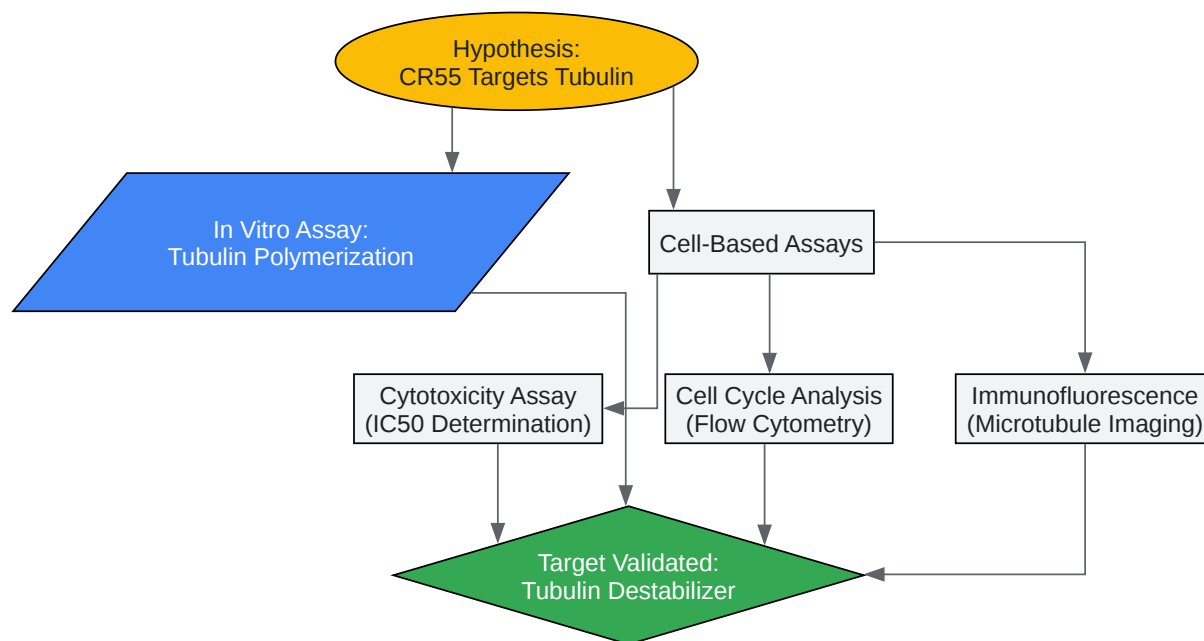 Hypothesis:
CR55 Targets Tubulin
In Vitro Assay:
Tubulin Polymerization
Cell-Based Assays
Cytotoxicity Assay
(IC50 Determination)
Cell Cycle Analysis
(Flow Cytometry)
Immunofluorescence
(Microtubule Imaging)
Target Validated:
Tubulin Destabilizer